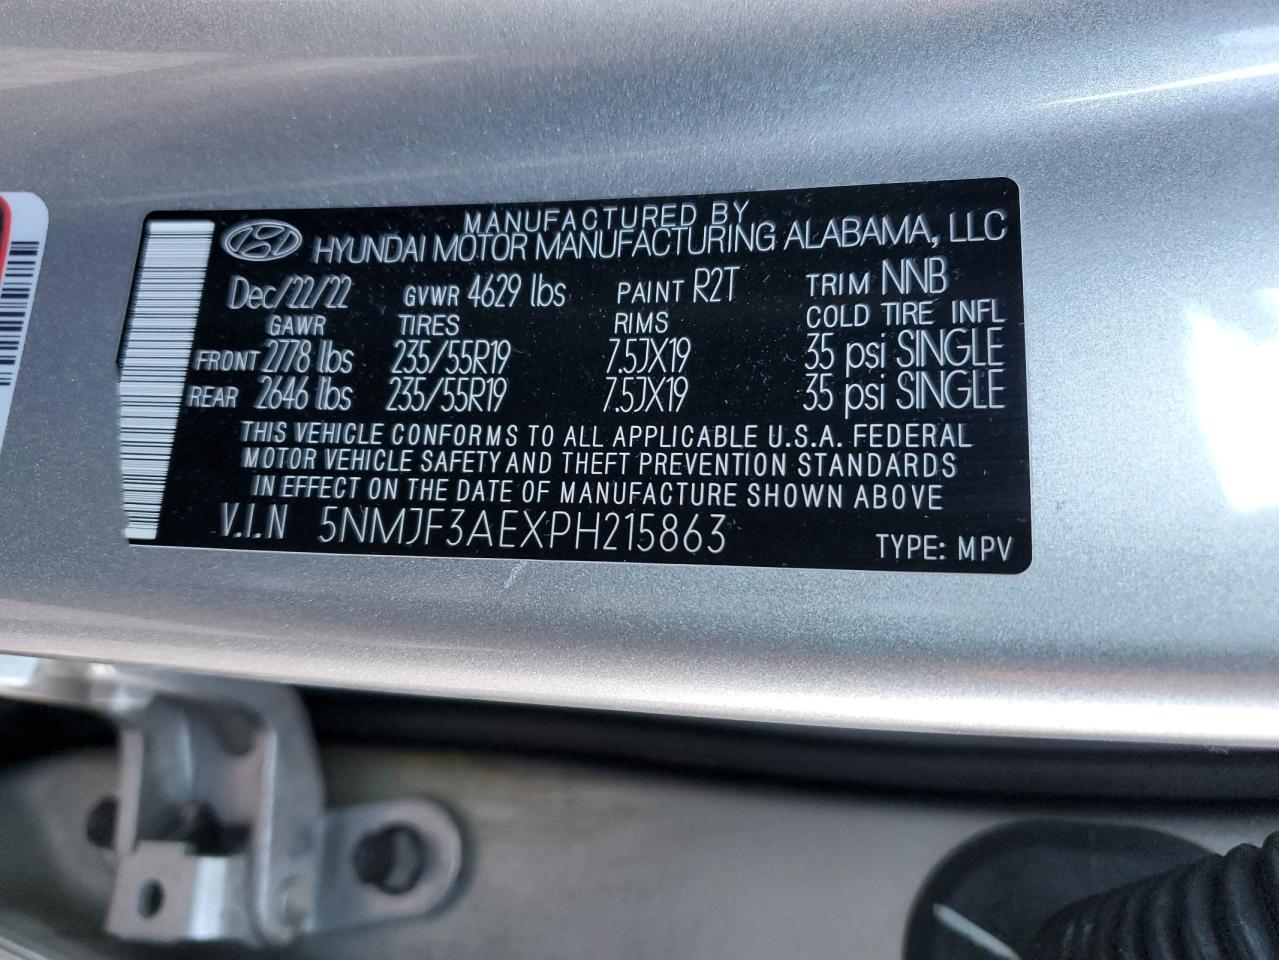 MANUFACTURED BY
HYUNDAI MOTOR MANUFACTURING ALABAMA, LLC
Dec/22/22 GVWR 4629 lbs PAINT R2T TRIM NNB
GAWR TIRES RIMS COLD TIRE INFL
FRONT 2778 lbs 235/55R19 7.5JX19 35 psi SINGLE
REAR 2646 lbs 235/55R19 7.5JX19 35 psi SINGLE
THIS VEHICLE CONFORMS TO ALL APPLICABLE U.S.A. FEDERAL
MOTOR VEHICLE SAFETY AND THEFT PREVENTION STANDARDS
IN EFFECT ON THE DATE OF MANUFACTURE SHOWN ABOVE
V.I.N 5NMJF3AEXPH215863 TYPE: MPV